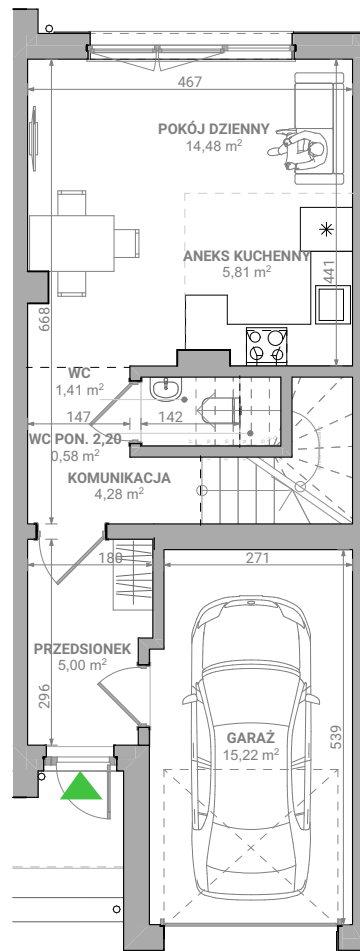 467
POKÓJ DZIENNY
14,48 m²
ANEKS KUCHENNY
5,81 m²
441
668
WC
1,41 m²
147
142
WC PON. 2,20
0,58 m²
KOMUNIKACJA
4,28 m²
180
271
PRZEDSIONEK
5,00 m²
296
539
GARAŻ
15,22 m²